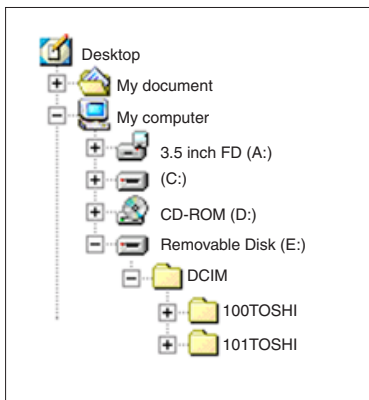 Desktop
My document
My computer
3.5 inch FD (A:)
(C:)
CD-ROM (D:)
Removable Disk (E:)
DCIM
100TOSHI
101TOSHI